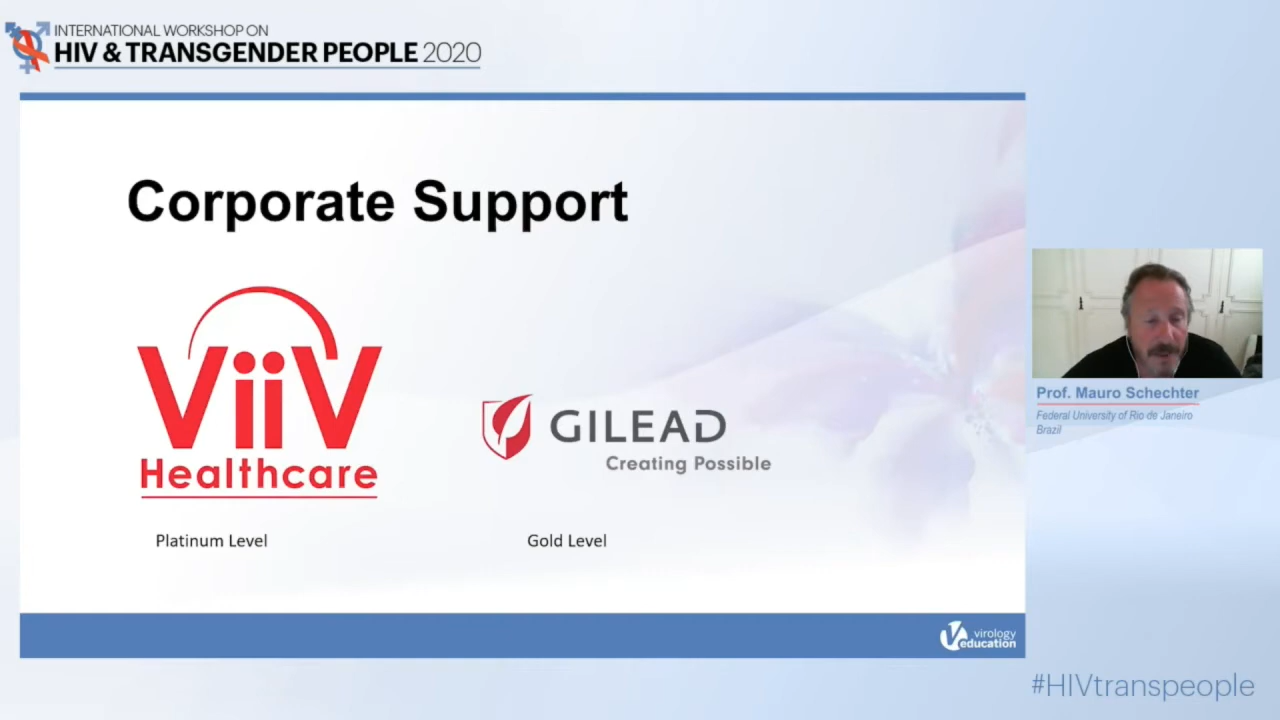 INTERNATIONAL WORKSHOP ON
HIV & TRANSGENDER PEOPLE 2020
Corporate Support
ViiV
Healthcare
GILEAD
Creating Possible
Platinum Level
Gold Level
virology
education
Prof. Mauro Schechter
Federal University of Rio de Janeiro
Brazil
#HIVtranspeople